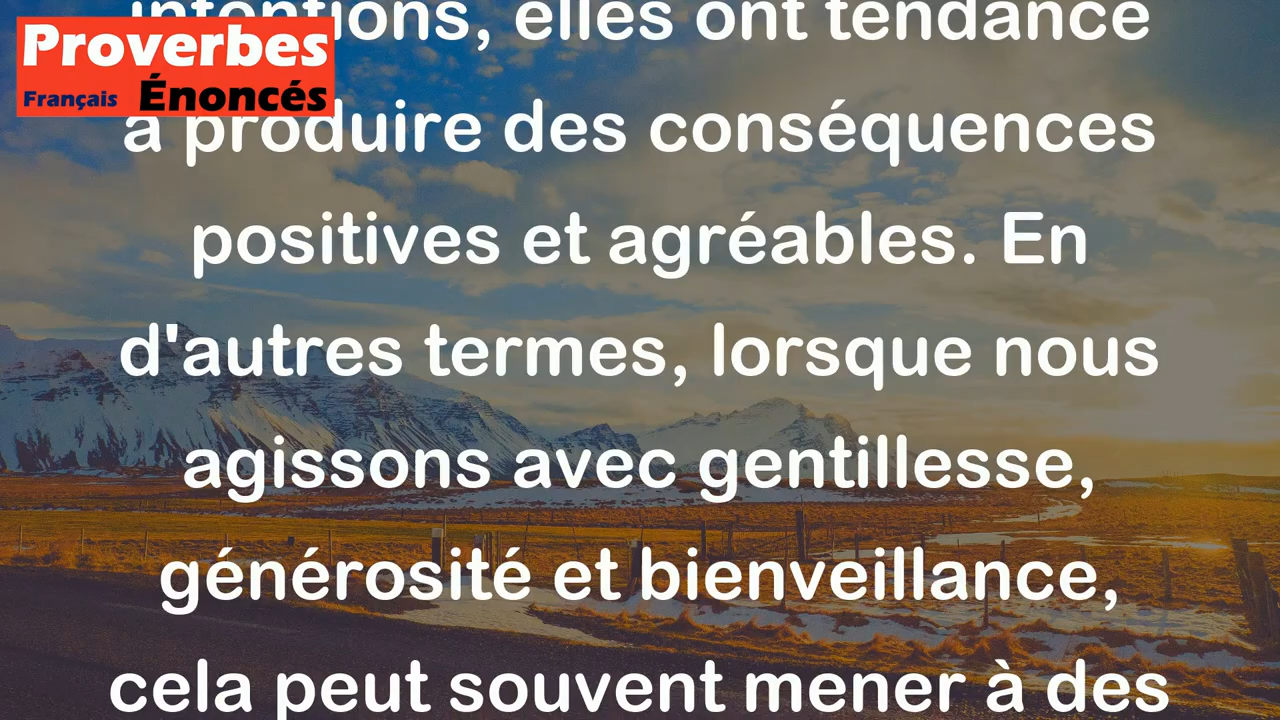 Proverbes
Français Énoncés
intentions, elles ont tendance
à produire des conséquences
positives et agréables. En
d'autres termes, lorsque nous
agissons avec gentillesse,
générosité et bienveillance,
cela peut souvent mener à des